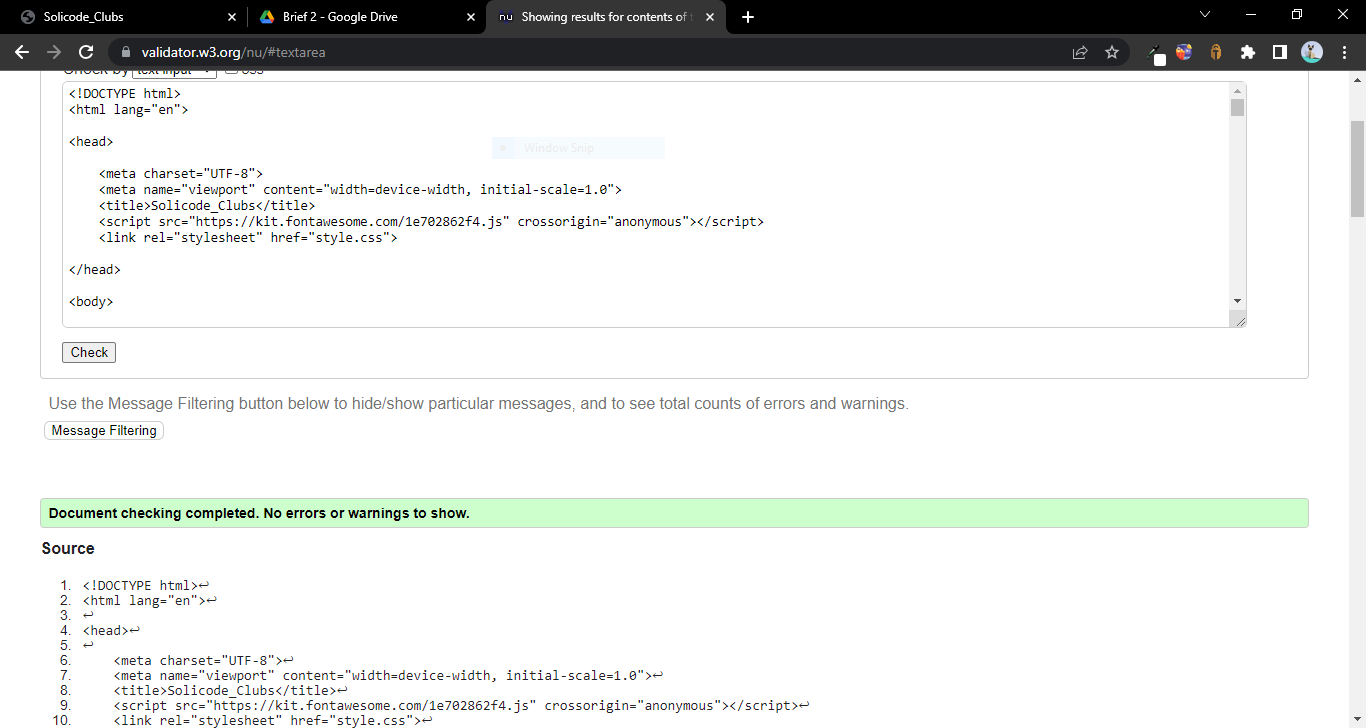 Solicode_Clubs
Brief 2 - Google Drive
nu Showing results for contents of
validator.w3.org/nu/#textarea
Check by text input css
<!DOCTYPE html>
<html lang="en">
<head>
<meta charset="UTF-8">
<meta name="viewport" content="width=device-width, initial-scale=1.0">
<title>Solicode_Clubs</title>
<script src="https://kit.fontawesome.com/1e702862f4.js" crossorigin="anonymous"></script>
<link rel="stylesheet" href="style.css">
</head>
<body>
Window Snip
Check
Use the Message Filtering button below to hide/show particular messages, and to see total counts of errors and warnings.
Message Filtering
Document checking completed. No errors or warnings to show.
Source
1. <!DOCTYPE html>↩
2. <html lang="en">↩
3. ↩
4. <head>↩
5. ↩
6. <meta charset="UTF-8">↩
7. <meta name="viewport" content="width=device-width, initial-scale=1.0">↩
8. <title>Solicode_Clubs</title>↩
9. <script src="https://kit.fontawesome.com/1e702862f4.js" crossorigin="anonymous"></script>↩
10. <link rel="stylesheet" href="style.css">↩